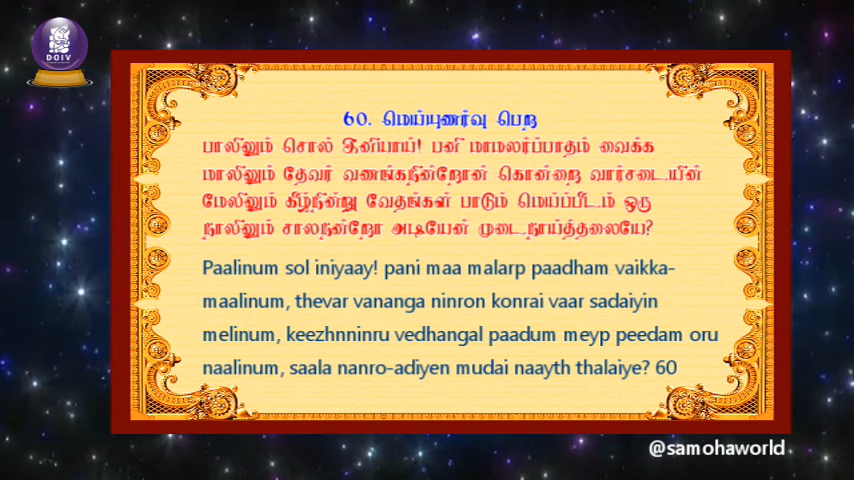 DOIV
60. மெய்யுணர்வு பெற
பாலினும் சொல் இனியாய்! பனி மாமலர்ப்பாதம் வைக்க
மாலினும் தேவர் வணங்கநின்றோன் கொன்றை வார்சடையின்
மேலினும் கீழ்நின்று வேதங்கள் பாடும் மெய்ப்பீடம் ஒரு
நாலினும் சாலநன்றோ அடியேன் முடைநாய்த்தலையே?
Paalinum sol iniyaay! pani maa malarp paadham vaikka-
maalinum, thevar vananga ninron konrai vaar sadaiyin
melinum, keezhnninru vedhangal paadum meyp peedam oru
naalinum, saala nanro-adiyen mudai naayth thalaiye? 60
@samohaworld